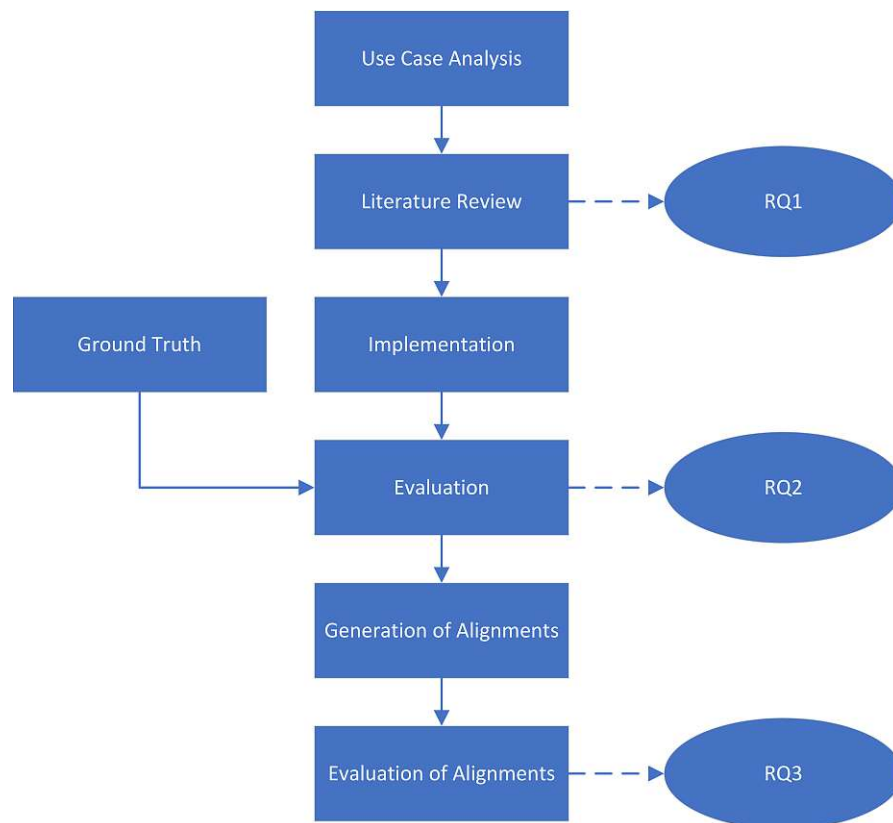 Use Case Analysis
Literature Review
RQ1
Ground Truth
Implementation
Evaluation
RQ2
Generation of Alignments
Evaluation of Alignments
RQ3